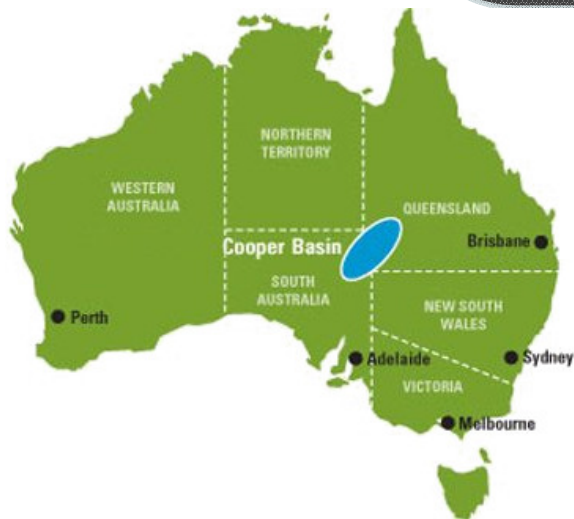 NORTHERN
TERRITORY
WESTERN
AUSTRALIA
QUEENSLAND
Cooper Basin
Brisbane
SOUTH
AUSTRALIA
NEW SOUTH
WALES
Perth
Adelaide
Sydney
VICTORIA
Melbourne